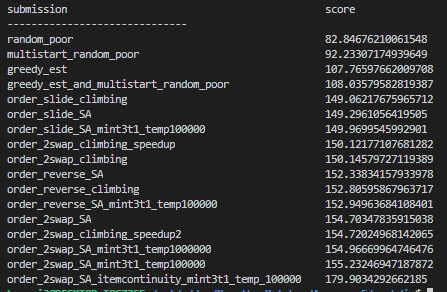 submission score
------------------------------
random_poor 82.84676210061548
multistart_random_poor 92.23307174939649
greedy_est 107.76597662009708
greedy_est_and_multistart_random_poor 108.03579582819387
order_slide_climbing 149.06217675965712
order_slide_SA 149.2961056419505
order_slide_SA_mint3t1_temp100000 149.9699545992901
order_2swap_climbing_speedup 150.12177107681282
order_2swap_climbing 150.14579727119389
order_reverse_SA 152.33834157933978
order_reverse_climbing 152.80595867963717
order_reverse_SA_mint3t1_temp100000 152.94963684108401
order_2swap_SA 154.70347835915038
order_2swap_climbing_speedup2 154.72024968142065
order_2swap_SA_mint3t1_temp1000000 154.96669964746476
order_2swap_SA_mint3t1_temp100000 155.23246947187872
order_2swap_SA_itemcontinuity_mint3t1_temp_100000 179.9034292662185